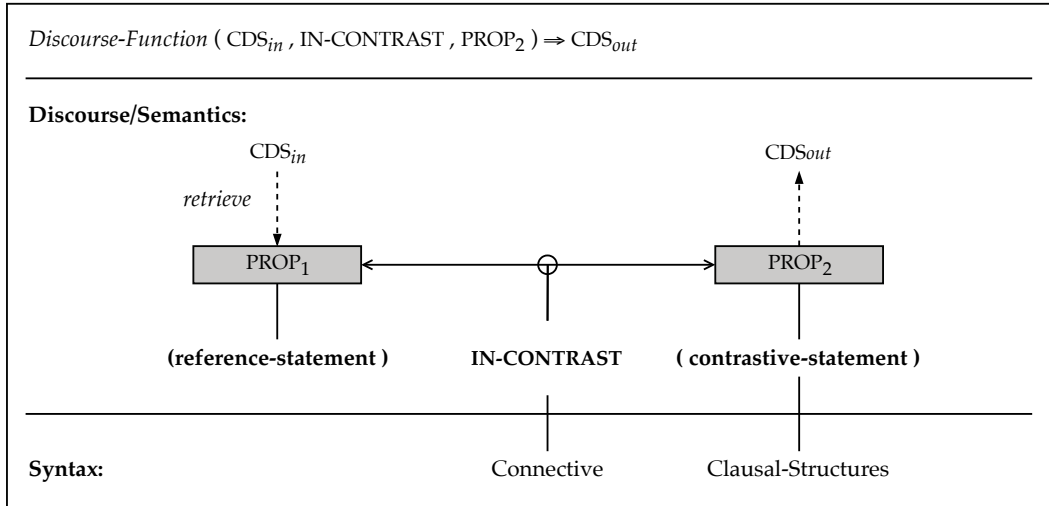 Discourse-Function ( CDSin , IN-CONTRAST , PROP2 ) ⇒ CDSout
Discourse/Semantics:
CDSin CDSout
retrieve
PROP1 PROP2
(reference-statement ) IN-CONTRAST ( contrastive-statement )
Syntax: Connective Clausal-Structures